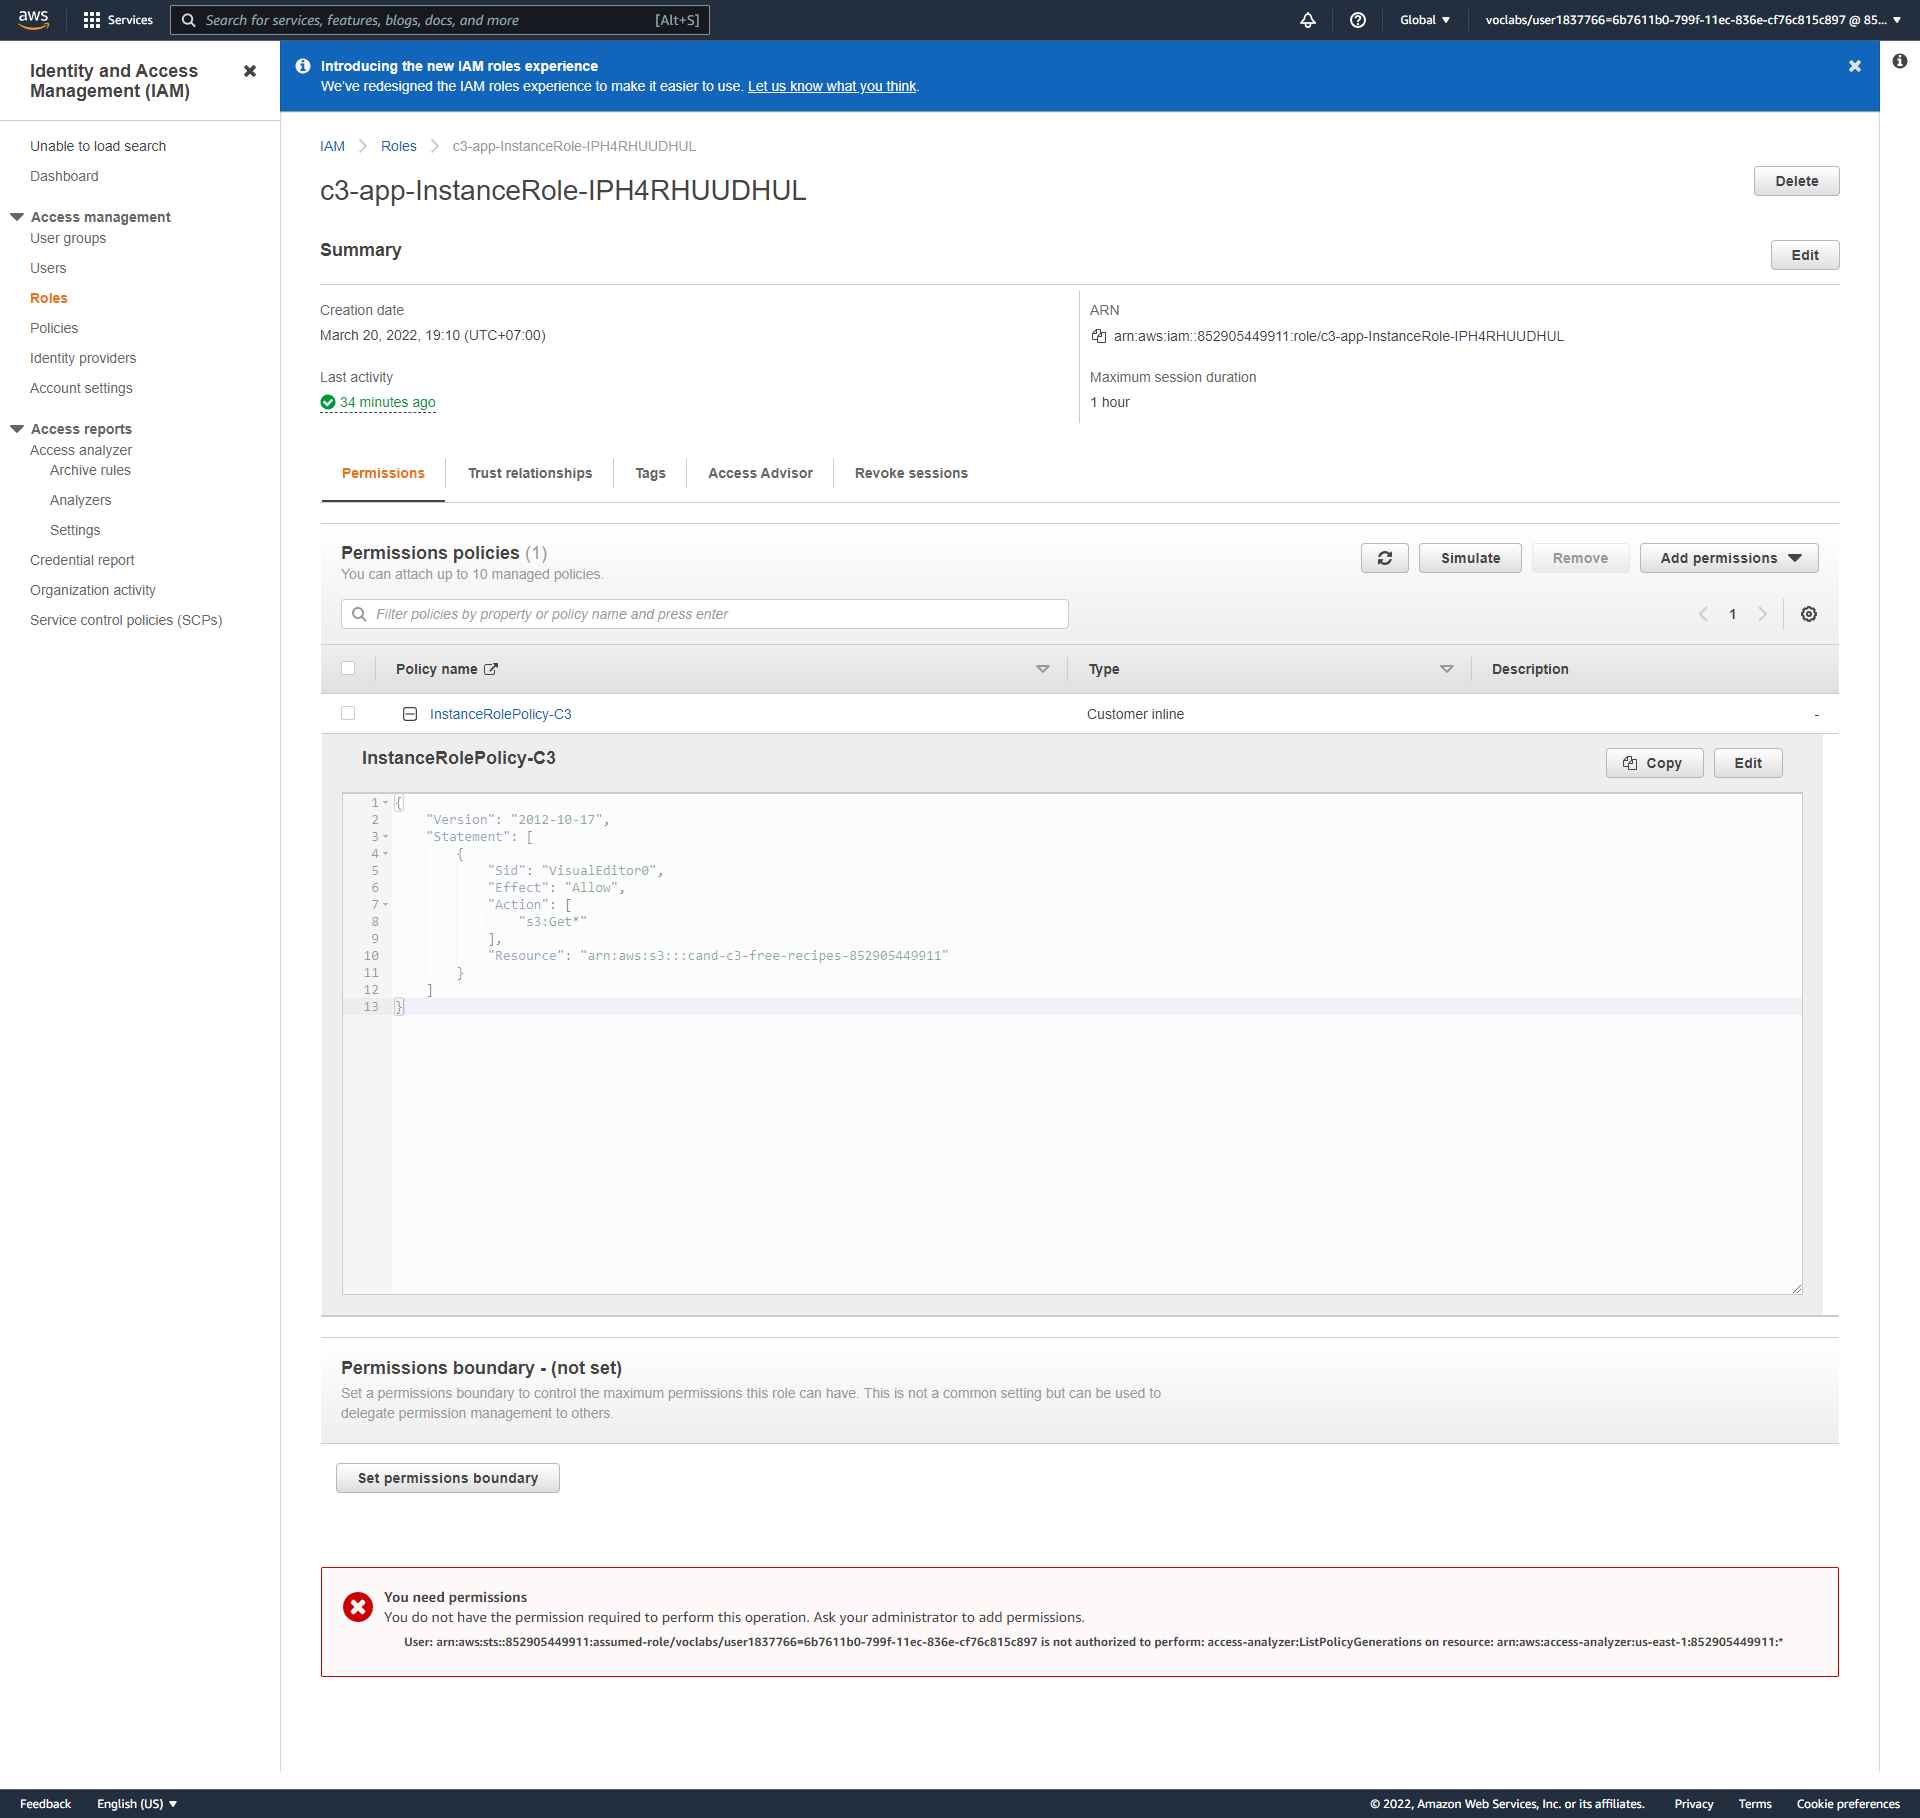 aws
Services
Search for services, features, blogs, docs, and more
[Alt+S]
Global
voclabs/user1837766=6b7611b0-799f-11ec-836e-cf76c815c897 @ 85...
Identity and Access
Management (IAM)
Unable to load search
Dashboard
Access management
User groups
Users
Roles
Policies
Identity providers
Account settings
Access reports
Access analyzer
Archive rules
Analyzers
Settings
Credential report
Organization activity
Service control policies (SCPs)
Introducing the new IAM roles experience
We've redesigned the IAM roles experience to make it easier to use. Let us know what you think.
IAM
Roles
c3-app-InstanceRole-IPH4RHUUDHUL
c3-app-InstanceRole-IPH4RHUUDHUL
Delete
Summary
Edit
Creation date
March 20, 2022, 19:10 (UTC+07:00)
ARN
arn:aws:iam::852905449911:role/c3-app-InstanceRole-IPH4RHUUDHUL
Last activity
34 minutes ago
Maximum session duration
1 hour
Permissions
Trust relationships
Tags
Access Advisor
Revoke sessions
Permissions policies (1)
You can attach up to 10 managed policies.
Simulate
Remove
Add permissions
Filter policies by property or policy name and press enter
1
Policy name
Type
Description
InstanceRolePolicy-C3
Customer inline
-
InstanceRolePolicy-C3
Copy
Edit
1 {
2 "Version": "2012-10-17",
3 "Statement": [
4 {
5 "Sid": "VisualEditor0",
6 "Effect": "Allow",
7 "Action": [
8 "s3:Get*"
9 ],
10 "Resource": "arn:aws:s3:::cand-c3-free-recipes-852905449911"
11 }
12 ]
13 }
Permissions boundary - (not set)
Set a permissions boundary to control the maximum permissions this role can have. This is not a common setting but can be used to
delegate permission management to others.
Set permissions boundary
You need permissions
You do not have the permission required to perform this operation. Ask your administrator to add permissions.
User: arn:aws:sts::852905449911:assumed-role/voclabs/user1837766=6b7611b0-799f-11ec-836e-cf76c815c897 is not authorized to perform: access-analyzer:ListPolicyGenerations on resource: arn:aws:access-analyzer:us-east-1:852905449911:*
Feedback
English (US)
© 2022, Amazon Web Services, Inc. or its affiliates.
Privacy
Terms
Cookie preferences